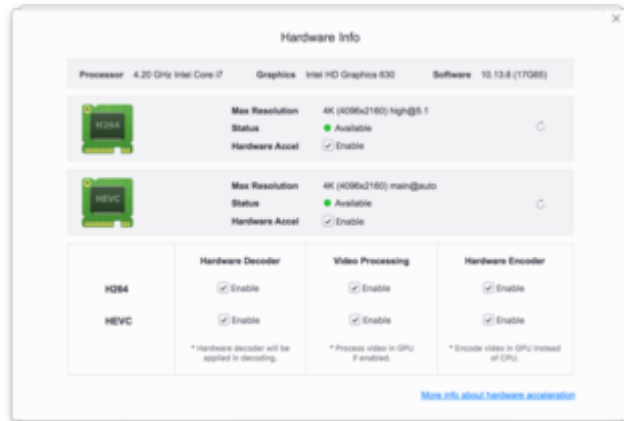 Hardware Info
Processor 4.20 GHz Intel Core i7 Graphics Intel HD Graphics 630 Software 10.13.6 (17G65)
H264
Max Resolution 4K (4096x2160) high@5.1
Status Available
Hardware Accel Enable
HEVC
Max Resolution 4K (4096x2160) main@auto
Status Available
Hardware Accel Enable
Hardware Decoder Video Processing Hardware Encoder
H264 Enable Enable Enable
HEVC Enable Enable Enable
* Hardware decoder will be * Process video in GPU * Encode video in GPU instead
applied in decoding. if enabled. of CPU.
More info about hardware acceleration